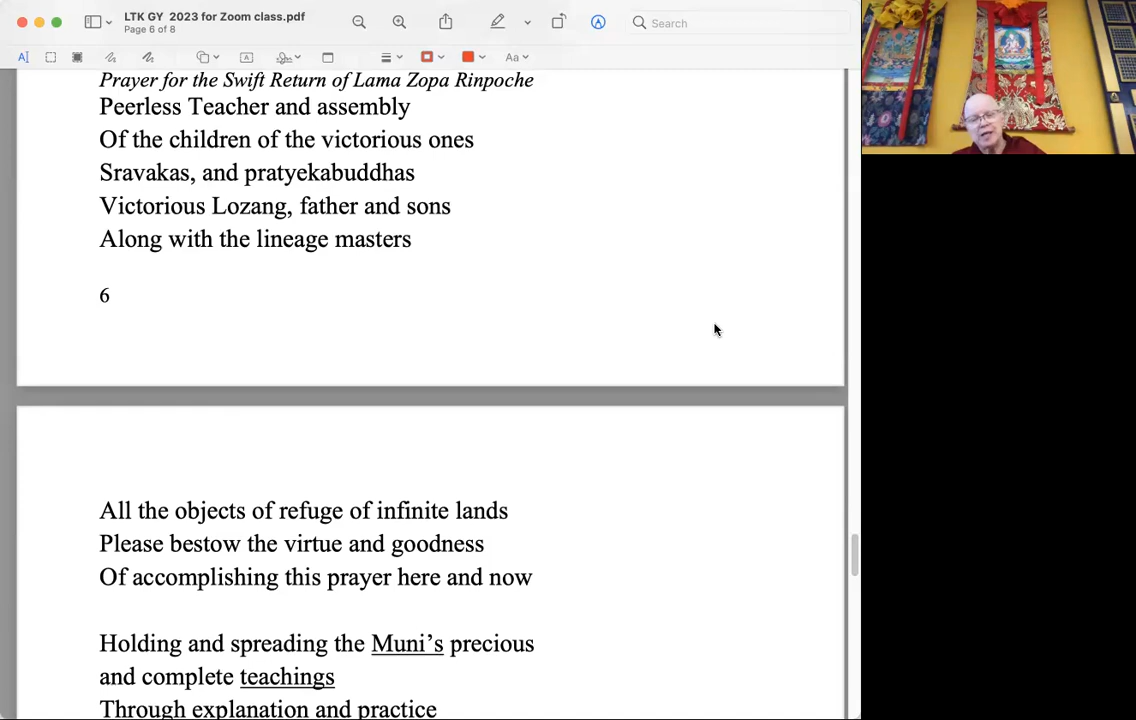 LTK GY 2023 for Zoom class.pdf
Page 6 of 8
Search
Aa
Prayer for the Swift Return of Lama Zopa Rinpoche
Peerless Teacher and assembly
Of the children of the victorious ones
Sravakas, and pratyekabuddhas
Victorious Lozang, father and sons
Along with the lineage masters
6
All the objects of refuge of infinite lands
Please bestow the virtue and goodness
Of accomplishing this prayer here and now
Holding and spreading the Muni's precious
and complete teachings
Through explanation and practice